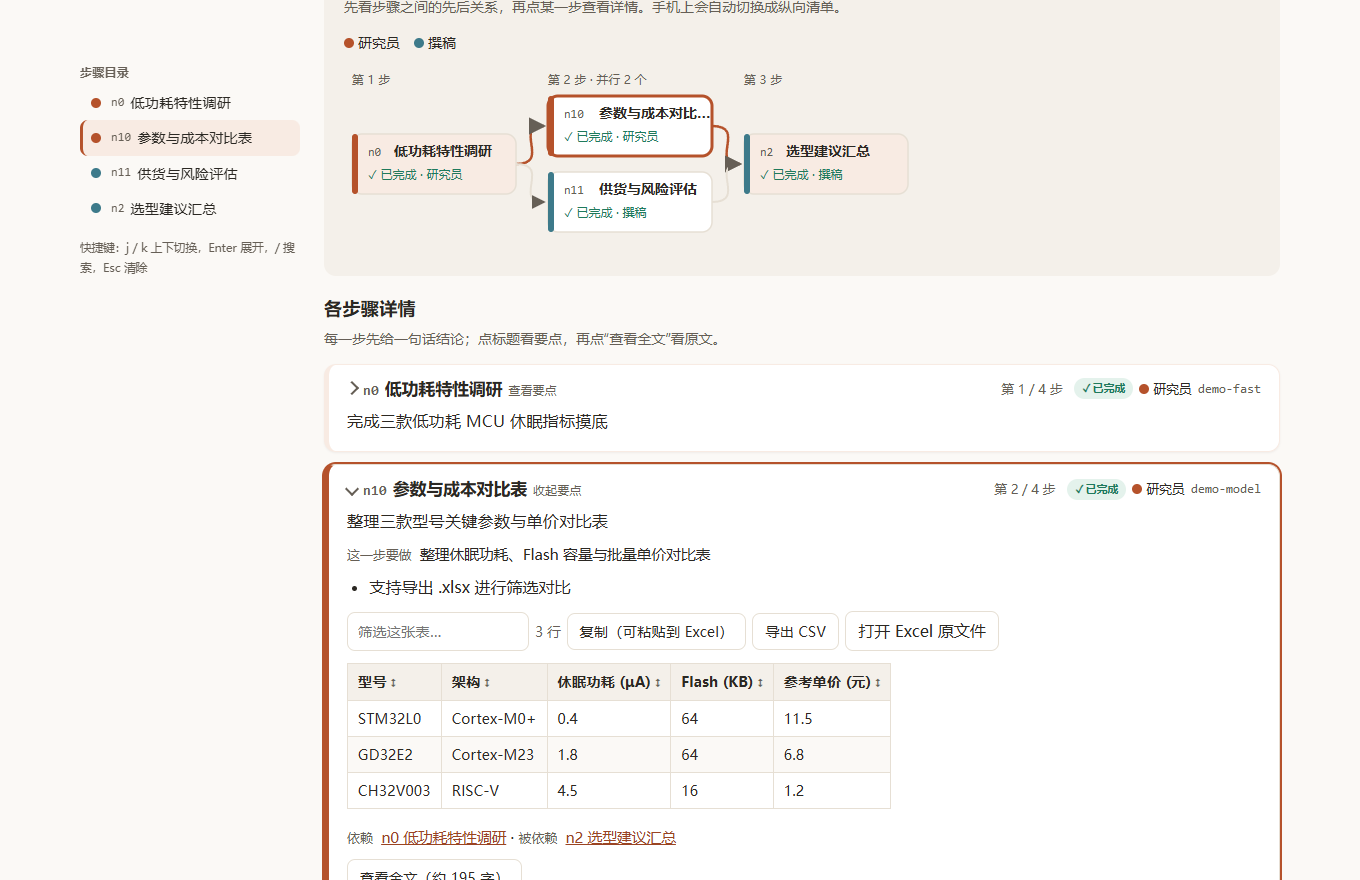 先看步骤之间的先后关系，再点某一步查看详情。手机上会自动切换成纵向清单。
研究员 撰稿
步骤目录
n0 低功耗特性调研
n10 参数与成本对比表
n11 供货与风险评估
n2 选型建议汇总
快捷键：j / k 上下切换，Enter 展开，/ 搜
索，Esc 清除
第 1 步
第 2 步 · 并行 2 个
第 3 步
n0 低功耗特性调研
✓ 已完成 · 研究员
n10 参数与成本对比…
✓ 已完成 · 研究员
n11 供货与风险评估
✓ 已完成 · 撰稿
n2 选型建议汇总
✓ 已完成 · 撰稿
各步骤详情
每一步先给一句话结论；点标题看要点，再点“查看全文”看原文。
n0 低功耗特性调研 查看要点 第 1 / 4 步 ✓已完成 研究员 demo-fast
完成三款低功耗 MCU 休眠指标摸底
n10 参数与成本对比表 收起要点 第 2 / 4 步 ✓已完成 研究员 demo-model
整理三款型号关键参数与单价对比表
这一步要做 整理休眠功耗、Flash 容量与批量单价对比表
• 支持导出 .xlsx 进行筛选对比
筛选这张表… 3 行 复制（可粘贴到 Excel） 导出 CSV 打开 Excel 原文件
型号 ↕ 架构 ↕ 休眠功耗 (µA) ↕ Flash (KB) ↕ 参考单价 (元) ↕
STM32L0 Cortex-M0+ 0.4 64 11.5
GD32E2 Cortex-M23 1.8 64 6.8
CH32V003 RISC-V 4.5 16 1.2
依赖 n0 低功耗特性调研 · 被依赖 n2 选型建议汇总
查看全文（约 195 字）